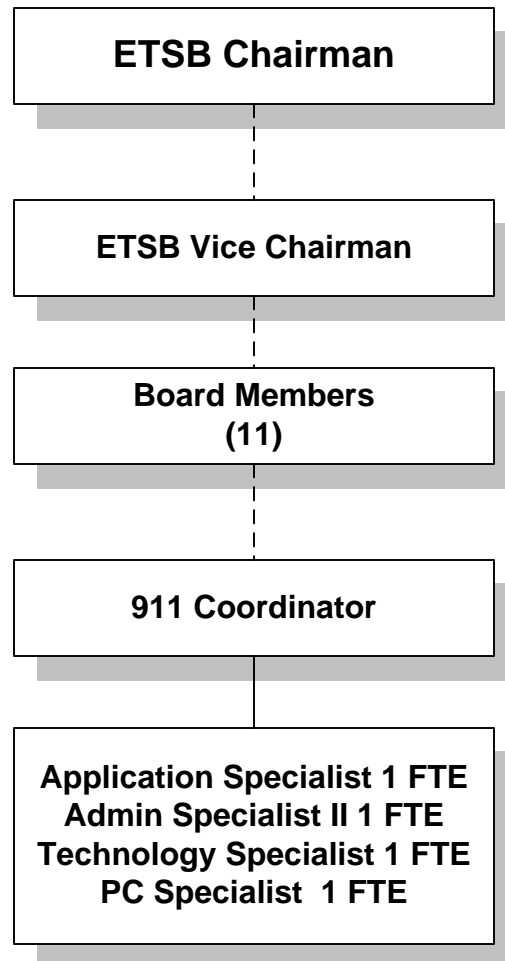 ETSB Chairman
ETSB Vice Chairman
Board Members
(11)
911 Coordinator
Application Specialist 1 FTE
Admin Specialist II 1 FTE
Technology Specialist 1 FTE
PC Specialist  1 FTE